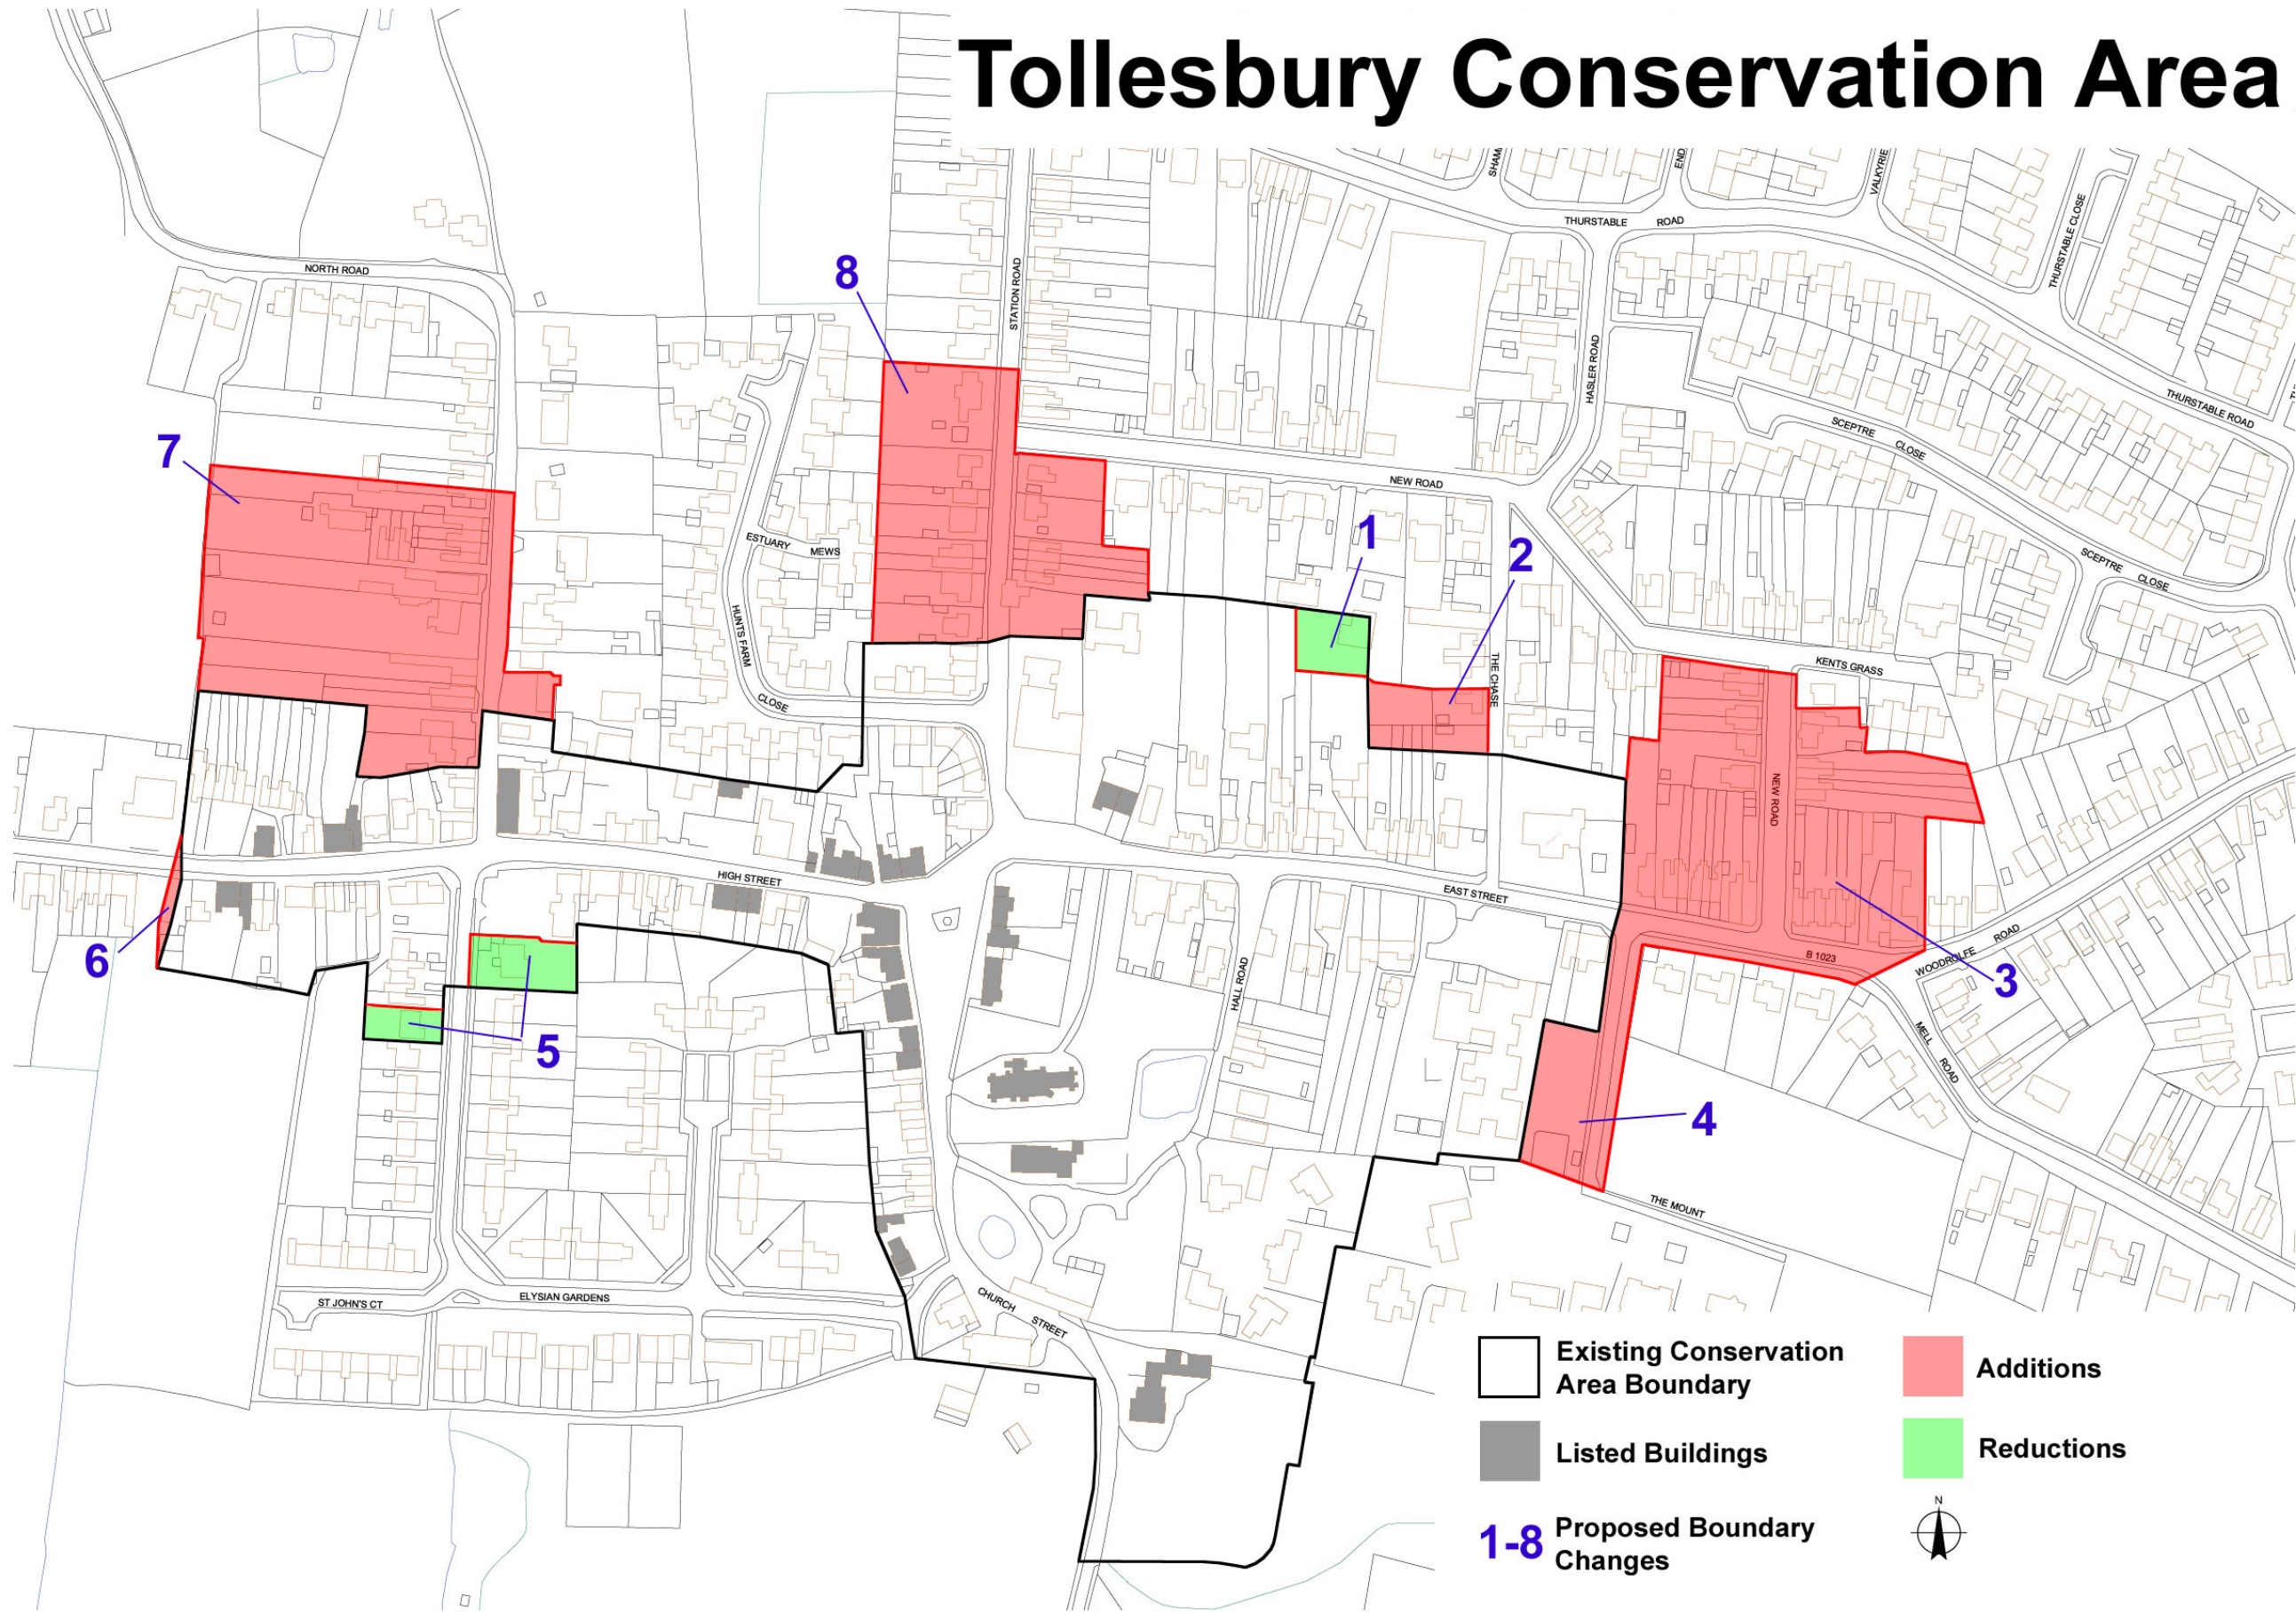 Tollesbury Conservation Area
SHAM
END
VALKYRIE
THURSTABLE ROAD
THURSTABLE CLOSE
NORTH ROAD
8
STATION ROAD
HASLER ROAD
THURSTABLE ROAD
SCEPTRE CLOSE
7
NEW ROAD
1
2
ESTUARY MEWS
SCEPTRE CLOSE
HUNTS FARM
CLOSE
THE CHASE
KENTS GRASS
NEW ROAD
HIGH STREET
EAST STREET
6
B 1023
WOODROLFE ROAD
3
HALL ROAD
5
MELL ROAD
4
THE MOUNT
ST JOHN'S CT
ELYSIAN GARDENS
CHURCH STREET
Existing Conservation
Area Boundary
Additions
Listed Buildings
Reductions
N
1-8 Proposed Boundary
Changes